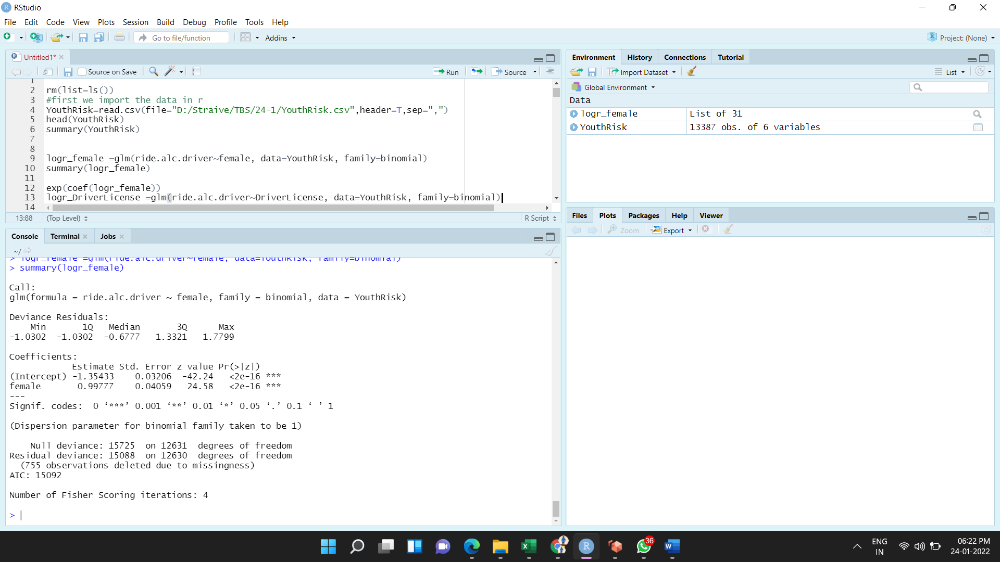 RStudio
File Edit Code View Plots Session Build Debug Profile Tools Help
Go to file/function Addins Project: (None)
Untitled1*
Source on Save Run Source
1
2 rm(list=ls())
3 #first we import the data in r
4 YouthRisk=read.csv(file="D:/Straive/TBS/24-1/YouthRisk.csv",header=T,sep=",")
5 head(YouthRisk)
6 summary(YouthRisk)
7
8
9 logr_female =glm(ride.alc.driver~female, data=YouthRisk, family=binomial)
10 summary(logr_female)
11
12 exp(coef(logr_female))
13 logr_DriverLicense =glm(ride.alc.driver~DriverLicense, data=YouthRisk, family=binomial)
14
13:88 (Top Level) R Script
Console Terminal Jobs
~/
> logr_female =glm(ride.alc.driver~female, data=YouthRisk, family=binomial)
> summary(logr_female)
Call:
glm(formula = ride.alc.driver ~ female, family = binomial, data = YouthRisk)
Deviance Residuals:
Min 1Q Median 3Q Max
-1.0302 -1.0302 -0.6777 1.3321 1.7799
Coefficients:
Estimate Std. Error z value Pr(>|z|)
(Intercept) -1.35433 0.03206 -42.24 <2e-16 ***
female 0.99777 0.04059 24.58 <2e-16 ***
---
Signif. codes: 0 ‘***’ 0.001 ‘**’ 0.01 ‘*’ 0.05 ‘.’ 0.1 ‘ ’ 1
(Dispersion parameter for binomial family taken to be 1)
Null deviance: 15725 on 12631 degrees of freedom
Residual deviance: 15088 on 12630 degrees of freedom
(755 observations deleted due to missingness)
AIC: 15092
Number of Fisher Scoring iterations: 4
>
Environment History Connections Tutorial
Import Dataset List
Global Environment
Data
logr_female List of 31
YouthRisk 13387 obs. of 6 variables
Files Plots Packages Help Viewer
Zoom Export
36
ENG
IN
06:22 PM
24-01-2022